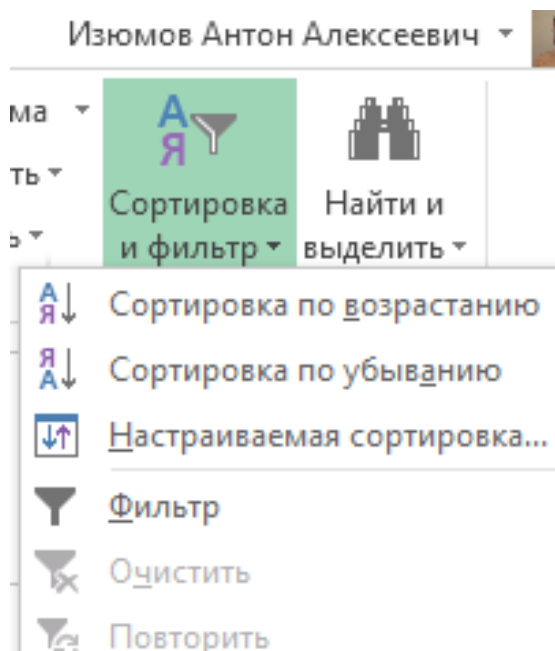 Изюмов Антон Алексеевич
ма
ть
ь
Сортировка
и фильтр
Найти и
выделить
Сортировка по возрастанию
Сортировка по убыванию
Настраиваемая сортировка...
Фильтр
Очистить
Повторить